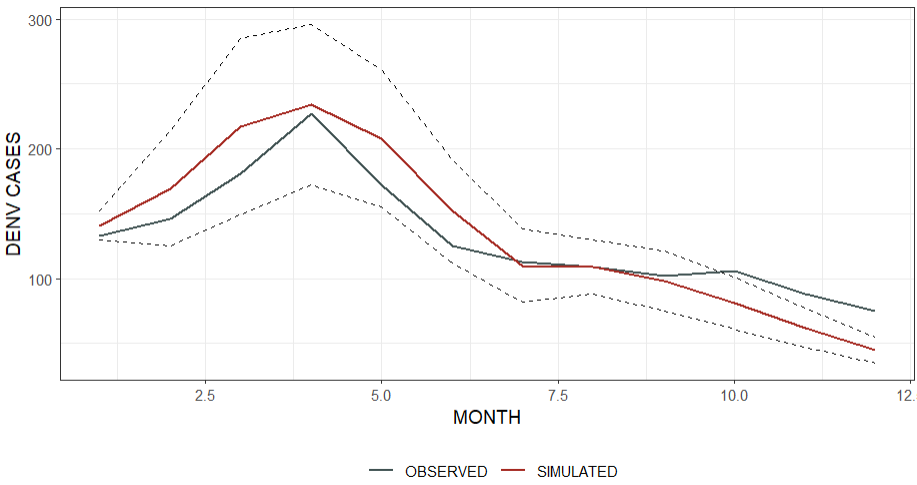 300
200
100
DENV CASES
2.5
5.0
7.5
10.0
12.
MONTH
OBSERVED SIMULATED